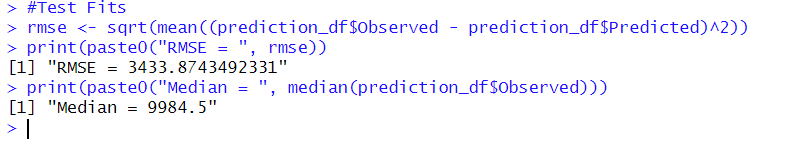 > #Test Fits
> rmse <- sqrt(mean((prediction_df$Observed - prediction_df$Predicted)^2))
> print(paste0("RMSE = ", rmse))
[1] "RMSE = 3433.8743492331"
> print(paste0("Median = ", median(prediction_df$Observed)))
[1] "Median = 9984.5"
>